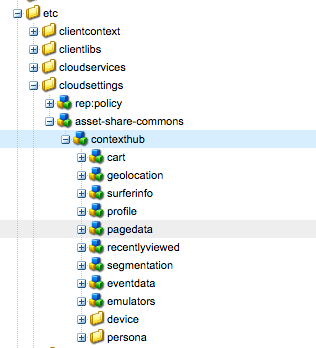 etc
clientcontext
clientlibs
cloudservices
cloudsettings
rep:policy
asset-share-commons
contexthub
cart
geolocation
surferinfo
profile
pagedata
recentlyviewed
segmentation
eventdata
emulators
device
persona